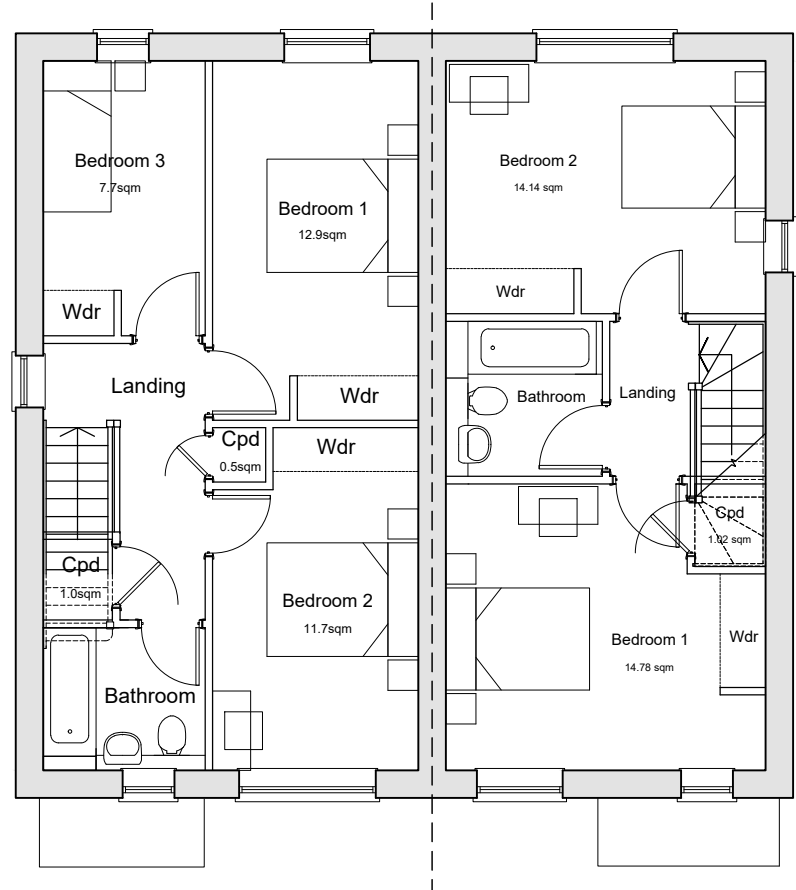 Bedroom 3
7.7sqm
Bedroom 1
12.9sqm
Wdr
Landing
Wdr
Cpd
0.5sqm
Wdr
Cpd
1.0sqm
Bedroom 2
11.7sqm
Bathroom
Bedroom 2
14.14 sqm
Wdr
Bathroom
Landing
Cpd
1.02 sqm
Bedroom 1
14.78 sqm
Wdr